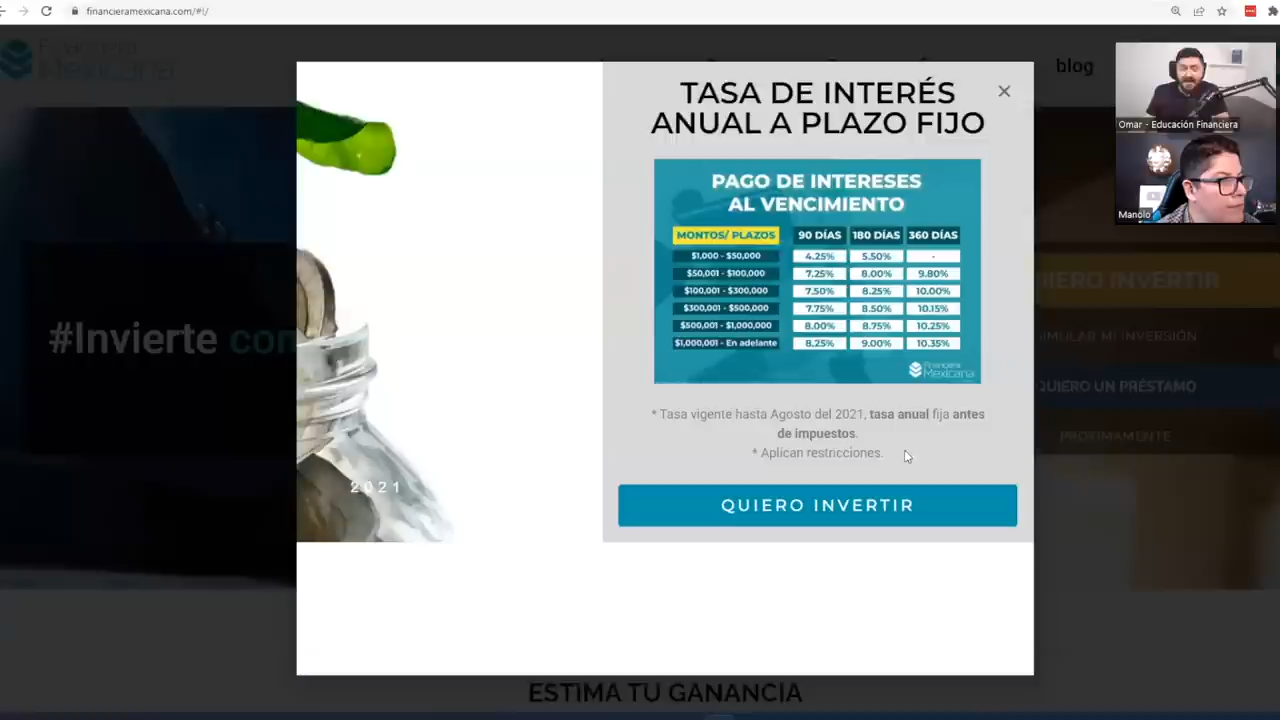 financieramexicana.com/#!/
Financiera
Mexicana
blog
TASA DE INTERÉS
ANUAL A PLAZO FIJO
PAGO DE INTERESES
AL VENCIMIENTO
MONTOS/ PLAZOS 90 DÍAS 180 DÍAS 360 DÍAS
$1,000 - $50,000 4.25% 5.50% -
$50,001 - $100,000 7.25% 8.00% 9.80%
$100,001 - $300,000 7.50% 8.25% 10.00%
$300,001 - $500,000 7.75% 8.50% 10.15%
$500,001 - $1,000,000 8.00% 8.75% 10.25%
$1,000,001 - En adelante 8.25% 9.00% 10.35%
Financiera
Mexicana
* Tasa vigente hasta Agosto del 2021, tasa anual fija antes
de impuestos.
* Aplican restricciones.
QUIERO INVERTIR
2021
#Invierte con
IERO INVERTIR
SIMULAR MI INVERSIÓN
QUIERO UN PRÉSTAMO
PRÓXIMAMENTE
ESTIMA TU GANANCIA
Omar - Educación Financiera
Manolo